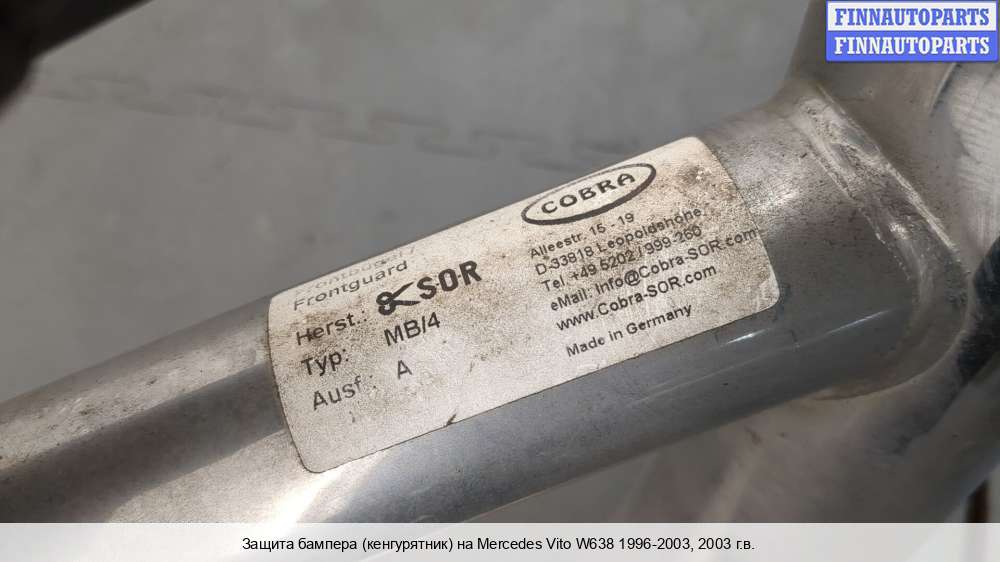 FINNAUTOPARTS
FINNAUTOPARTS
Frontguard
Herst.: SOR
Typ: MB/4
Ausf.: A
COBRA
Alleestr. 15 - 19
D-33818 Leopoldshöhe
Tel. +49 5202 / 999-250
eMail: Info@Cobra-SOR.com
www.Cobra-SOR.com
Made in Germany
Защита бампера (кенгурятник) на Mercedes Vito W638 1996-2003, 2003 г.в.